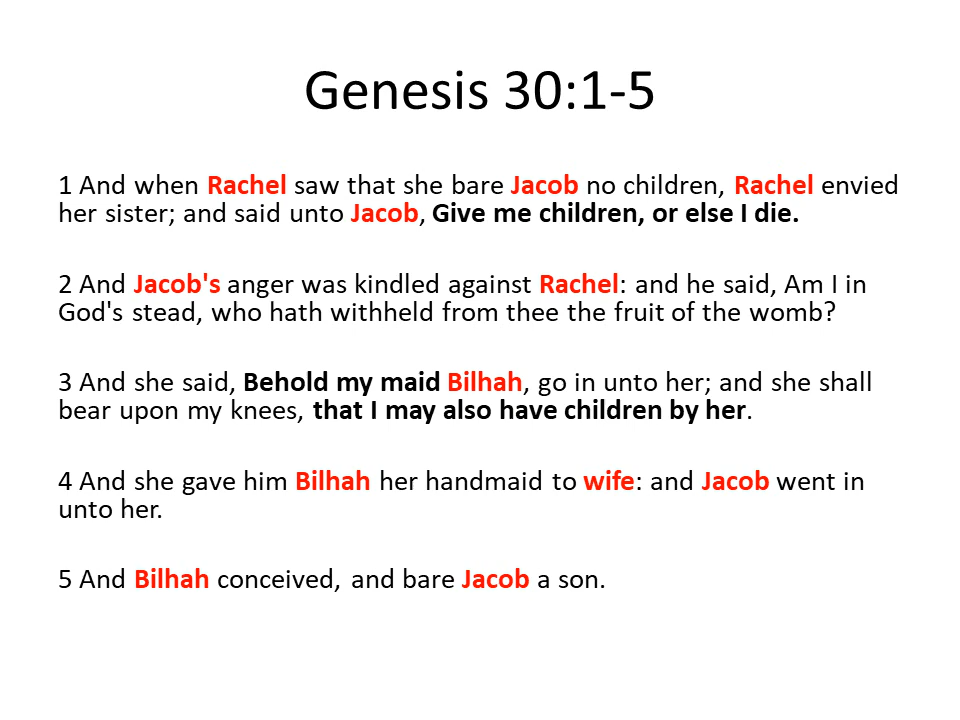 Genesis 30:1-5
1 And when Rachel saw that she bare Jacob no children, Rachel envied
her sister; and said unto Jacob, Give me children, or else I die.
2 And Jacob's anger was kindled against Rachel: and he said, Am I in
God's stead, who hath withheld from thee the fruit of the womb?
3 And she said, Behold my maid Bilhah, go in unto her; and she shall
bear upon my knees, that I may also have children by her.
4 And she gave him Bilhah her handmaid to wife: and Jacob went in
unto her.
5 And Bilhah conceived, and bare Jacob a son.